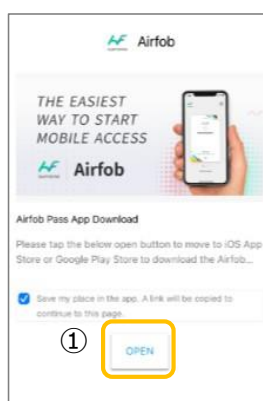 Airfob
THE EASIEST
WAY TO START
MOBILE ACCESS
Airfob
Airfob Pass App Download
Please tap the below open button to move to iOS App
Store or Google Play Store to download the Airfob...
Save my place in the app. A link will be copied to
continue to this page.
①
OPEN